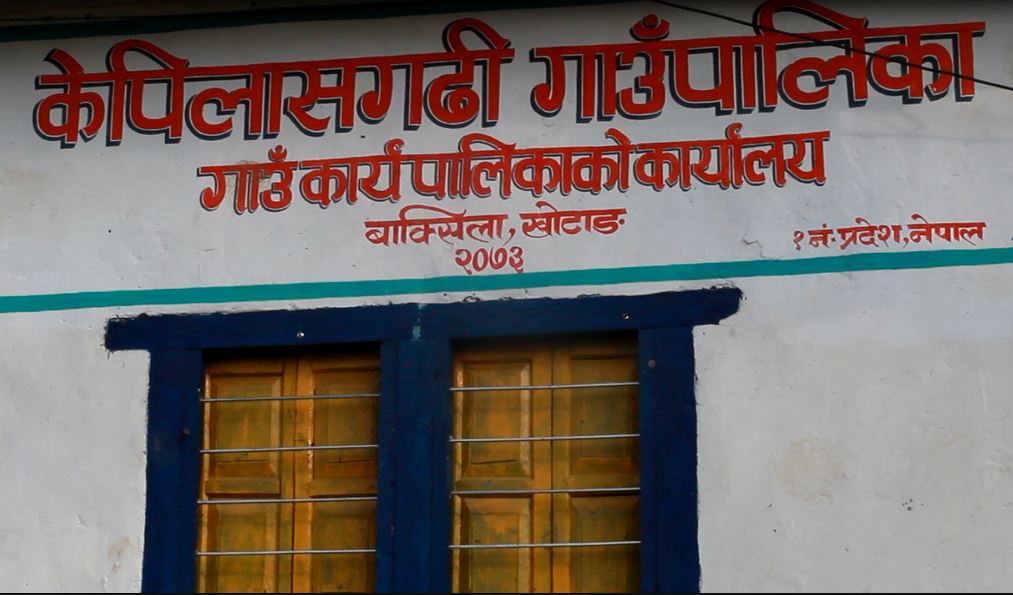 केपिलासगढी गाउँपालिका
गाउँ कार्यपालिकाको कार्यालय
बाक्सिला, खोटाङ
१ नं. प्रदेश, नेपाल
२०७३